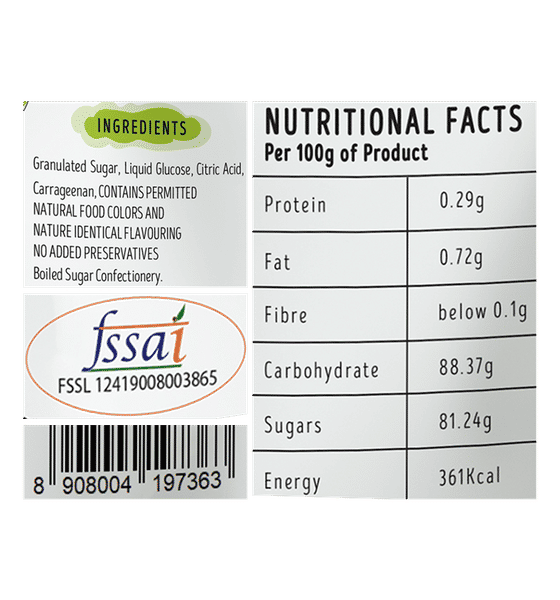 INGREDIENTS
Granulated Sugar, Liquid Glucose, Citric Acid,
Carrageenan, CONTAINS PERMITTED
NATURAL FOOD COLORS AND
NATURE IDENTICAL FLAVOURING
NO ADDED PRESERVATIVES
Boiled Sugar Confectionery.
fssai
FSSL 12419008003865
8 908004 197363
NUTRITIONAL FACTS
Per 100g of Product
Protein 0.29g
Fat 0.72g
Fibre below 0.1g
Carbohydrate 88.37g
Sugars 81.24g
Energy 361Kcal